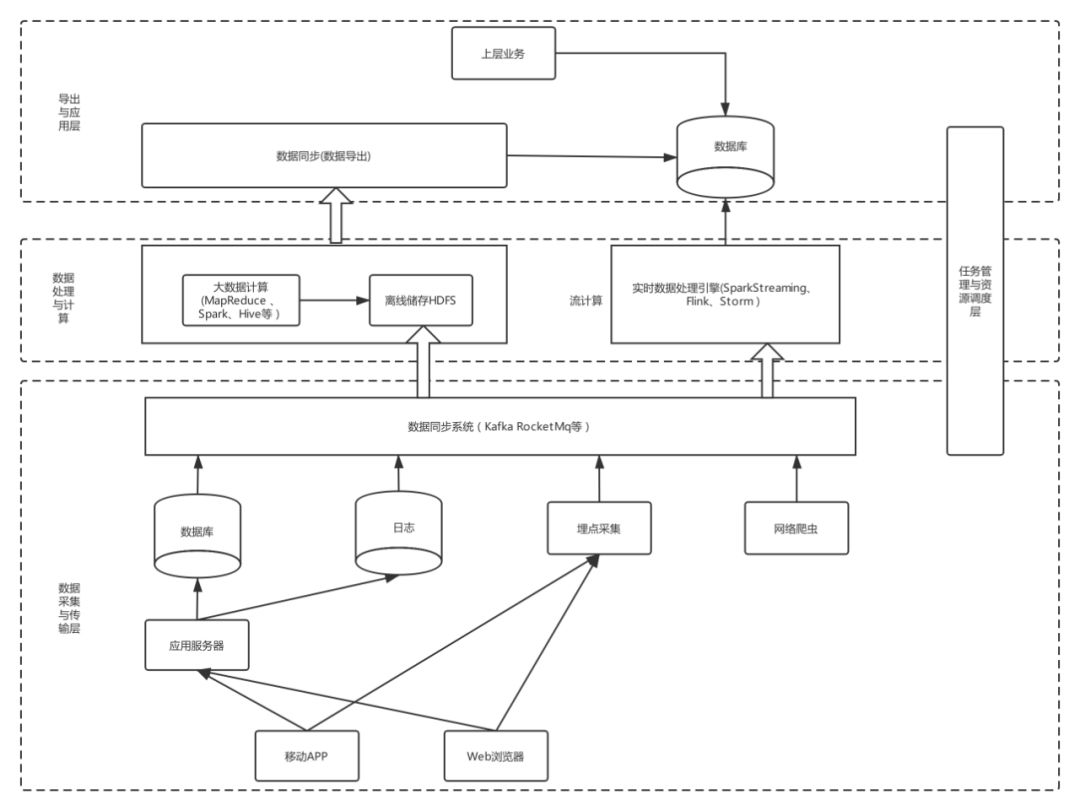 上层业务
导出
与应
用层
数据同步(数据导出)
数据库
数据
处理
与计
算
大数据计算
(MapReduce 、
Spark、Hive等 )
离线储存HDFS
流计算
实时数据处理引擎(SparkStreaming、
Flink、Storm )
任务管
理与资
源调度
层
数据同步系统 ( Kafka RocketMq等 )
数据库
日志
埋点采集
网络爬虫
数据
采集
与传
输层
应用服务器
移动APP
Web浏览器